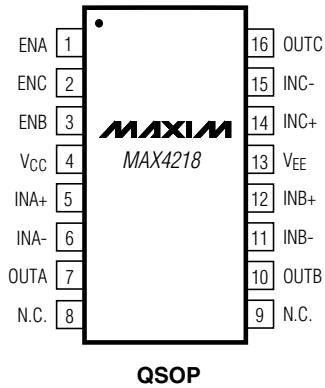 ENA 1 16 OUTC
ENC 2 15 INC-
ENB 3 MAXIM 14 INC+
VCC 4 MAX4218 13 VEE
INA+ 5 12 INB+
INA- 6 11 INB-
OUTA 7 10 OUTB
N.C. 8 9 N.C.
QSOP